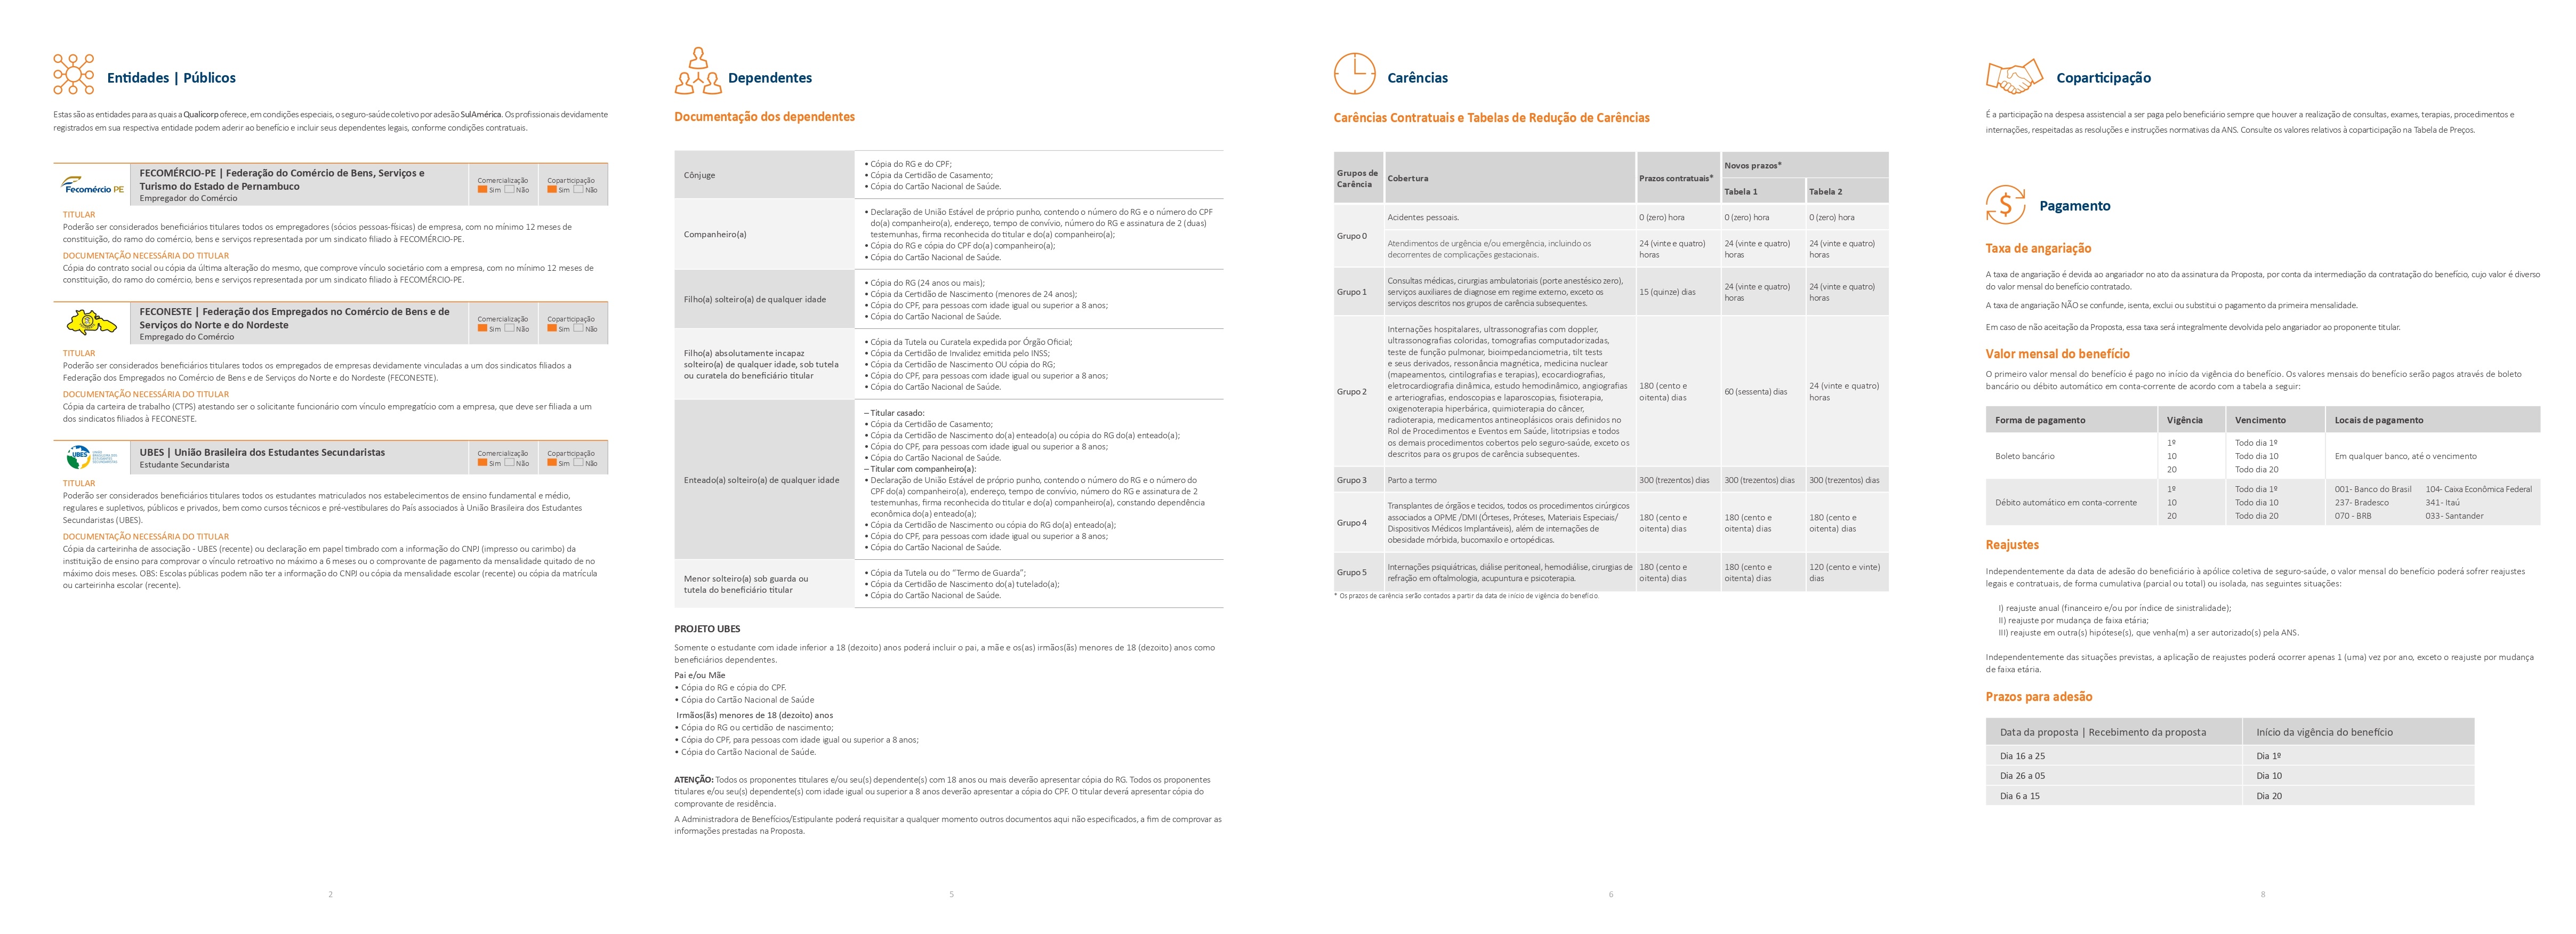 Entidades | Públicos
Estas são as entidades para as quais a Qualicorp oferece, em condições especiais, o seguro-saúde coletivo por adesão SulAmérica. Os profissionais devidamente
registrados em sua respectiva entidade podem aderir ao benefício e incluir seus dependentes legais, conforme condições contratuais.
Fecomércio PE
FECOMÉRCIO-PE | Federação do Comércio de Bens, Serviços e
Turismo do Estado de Pernambuco
Empregador do Comércio
Comercialização
Sim Não
Coparticipação
Sim Não
TITULAR
Poderão ser considerados beneficiários titulares todos os empregadores (sócios pessoas-físicas) de empresa, com no mínimo 12 meses de
constituição, do ramo do comércio, bens e serviços representada por um sindicato filiado à FECOMÉRCIO-PE.
DOCUMENTAÇÃO NECESSÁRIA DO TITULAR
Cópia do contrato social ou cópia da última alteração do mesmo, que comprove vínculo societário com a empresa, com no mínimo 12 meses de
constituição, do ramo do comércio, bens e serviços representada por um sindicato filiado à FECOMÉRCIO-PE.
FECONESTE | Federação dos Empregados no Comércio de Bens e de
Serviços do Norte e do Nordeste
Empregado do Comércio
Comercialização
Sim Não
Coparticipação
Sim Não
TITULAR
Poderão ser considerados beneficiários titulares todos os empregados de empresas devidamente vinculadas a um dos sindicatos filiados a
Federação dos Empregados no Comércio de Bens e de Serviços do Norte e do Nordeste (FECONESTE).
DOCUMENTAÇÃO NECESSÁRIA DO TITULAR
Cópia da carteira de trabalho (CTPS) atestando ser o solicitante funcionário com vínculo empregatício com a empresa, que deve ser filiada a um
dos sindicatos filiados à FECONESTE.
UBES
UBES | União Brasileira dos Estudantes Secundaristas
Estudante Secundarista
Comercialização
Sim Não
Coparticipação
Sim Não
TITULAR
Poderão ser considerados beneficiários titulares todos os estudantes matriculados nos estabelecimentos de ensino fundamental e médio,
regulares e supletivos, públicos e privados, bem como cursos técnicos e pré-vestibulares do País associados à União Brasileira dos Estudantes
Secundaristas (UBES).
DOCUMENTAÇÃO NECESSÁRIA DO TITULAR
Cópia da carteirinha de associação - UBES (recente) ou declaração em papel timbrado com a informação do CNPJ (impresso ou carimbo) da
instituição de ensino para comprovar o vínculo retroativo no máximo a 6 meses ou o comprovante de pagamento da mensalidade quitado de no
máximo dois meses. OBS: Escolas públicas podem não ter a informação do CNPJ ou cópia da mensalidade escolar (recente) ou cópia da matrícula
ou carteirinha escolar (recente).
2
Dependentes
Documentação dos dependentes
Cônjuge
• Cópia do RG e do CPF;
• Cópia da Certidão de Casamento;
• Cópia do Cartão Nacional de Saúde.
Companheiro(a)
• Declaração de União Estável de próprio punho, contendo o número do RG e o número do CPF
do(a) companheiro(a), endereço, tempo de convívio, número do RG e assinatura de 2 (duas)
testemunhas, firma reconhecida do titular e do(a) companheiro(a);
• Cópia do RG e cópia do CPF do(a) companheiro(a);
• Cópia do Cartão Nacional de Saúde.
Filho(a) solteiro(a) de qualquer idade
• Cópia do RG (24 anos ou mais);
• Cópia da Certidão de Nascimento (menores de 24 anos);
• Cópia do CPF, para pessoas com idade igual ou superior a 8 anos;
• Cópia do Cartão Nacional de Saúde.
Filho(a) absolutamente incapaz
solteiro(a) de qualquer idade, sob tutela
ou curatela do beneficiário titular
• Cópia da Tutela ou Curatela expedida por Órgão Oficial;
• Cópia da Certidão de Invalidez emitida pelo INSS;
• Cópia da Certidão de Nascimento OU cópia do RG;
• Cópia do CPF, para pessoas com idade igual ou superior a 8 anos;
• Cópia do Cartão Nacional de Saúde.
Enteado(a) solteiro(a) de qualquer idade
– Titular casado:
• Cópia da Certidão de Casamento;
• Cópia da Certidão de Nascimento do(a) enteado(a) ou cópia do RG do(a) enteado(a);
• Cópia do CPF, para pessoas com idade igual ou superior a 8 anos;
• Cópia do Cartão Nacional de Saúde.
– Titular com companheiro(a):
• Declaração de União Estável de próprio punho, contendo o número do RG e o número do
CPF do(a) companheiro(a), endereço, tempo de convívio, número do RG e assinatura de 2
testemunhas, firma reconhecida do titular e do(a) companheiro(a), constando dependência
econômica do(a) enteado(a);
• Cópia da Certidão de Nascimento ou cópia do RG do(a) enteado(a);
• Cópia do CPF, para pessoas com idade igual ou superior a 8 anos;
• Cópia do Cartão Nacional de Saúde.
Menor solteiro(a) sob guarda ou
tutela do beneficiário titular
• Cópia da Tutela ou do “Termo de Guarda”;
• Cópia da Certidão de Nascimento do(a) tutelado(a);
• Cópia do Cartão Nacional de Saúde.
PROJETO UBES
Somente o estudante com idade inferior a 18 (dezoito) anos poderá incluir o pai, a mãe e os(as) irmãos(ãs) menores de 18 (dezoito) anos como
beneficiários dependentes.
Pai e/ou Mãe
• Cópia do RG e cópia do CPF.
• Cópia do Cartão Nacional de Saúde
Irmãos(ãs) menores de 18 (dezoito) anos
• Cópia do RG ou certidão de nascimento;
• Cópia do CPF, para pessoas com idade igual ou superior a 8 anos;
• Cópia do Cartão Nacional de Saúde.
ATENÇÃO: Todos os proponentes titulares e/ou seu(s) dependente(s) com 18 anos ou mais deverão apresentar cópia do RG. Todos os proponentes
titulares e/ou seu(s) dependente(s) com idade igual ou superior a 8 anos deverão apresentar a cópia do CPF. O titular deverá apresentar cópia do
comprovante de residência.
A Administradora de Benefícios/Estipulante poderá requisitar a qualquer momento outros documentos aqui não especificados, a fim de comprovar as
informações prestadas na Proposta.
5
Carências
Carências Contratuais e Tabelas de Redução de Carências
Grupos de
Carência
Cobertura
Prazos contratuais*
Novos prazos*
Tabela 1
Tabela 2
Grupo 0
Acidentes pessoais.
0 (zero) hora
0 (zero) hora
0 (zero) hora
Atendimentos de urgência e/ou emergência, incluindo os
decorrentes de complicações gestacionais.
24 (vinte e quatro)
horas
24 (vinte e quatro)
horas
24 (vinte e quatro)
horas
Grupo 1
Consultas médicas, cirurgias ambulatoriais (porte anestésico zero),
serviços auxiliares de diagnose em regime externo, exceto os
serviços descritos nos grupos de carência subsequentes.
15 (quinze) dias
24 (vinte e quatro)
horas
24 (vinte e quatro)
horas
Grupo 2
Internações hospitalares, ultrassonografias com doppler,
ultrassonografias coloridas, tomografias computadorizadas,
teste de função pulmonar, bioimpedanciometria, tilt tests
e seus derivados, ressonância magnética, medicina nuclear
(mapeamentos, cintilografias e terapias), ecocardiografias,
eletrocardiografia dinâmica, estudo hemodinâmico, angiografias
e arteriografias, endoscopias e laparoscopias, fisioterapia,
oxigenoterapia hiperbárica, quimioterapia do câncer,
radioterapia, medicamentos antineoplásicos orais definidos no
Rol de Procedimentos e Eventos em Saúde, litotripsias e todos
os demais procedimentos cobertos pelo seguro-saúde, exceto os
descritos para os grupos de carência subsequentes.
180 (cento e
oitenta) dias
60 (sessenta) dias
24 (vinte e quatro)
horas
Grupo 3
Parto a termo
300 (trezentos) dias
300 (trezentos) dias
300 (trezentos) dias
Grupo 4
Transplantes de órgãos e tecidos, todos os procedimentos cirúrgicos
associados a OPME /DMI (Órteses, Próteses, Materiais Especiais/
Dispositivos Médicos Implantáveis), além de internações de
obesidade mórbida, bucomaxilo e ortopédicas.
180 (cento e
oitenta) dias
180 (cento e
oitenta) dias
180 (cento e
oitenta) dias
Grupo 5
Internações psiquiátricas, diálise peritoneal, hemodiálise, cirurgias de
refração em oftalmologia, acupuntura e psicoterapia.
180 (cento e
oitenta) dias
180 (cento e
oitenta) dias
120 (cento e vinte)
dias
* Os prazos de carência serão contados a partir da data de início de vigência do benefício.
6
Coparticipação
É a participação na despesa assistencial a ser paga pelo beneficiário sempre que houver a realização de consultas, exames, terapias, procedimentos e
internações, respeitadas as resoluções e instruções normativas da ANS. Consulte os valores relativos à coparticipação na Tabela de Preços.
Pagamento
Taxa de angariação
A taxa de angariação é devida ao angariador no ato da assinatura da Proposta, por conta da intermediação da contratação do benefício, cujo valor é diverso
do valor mensal do benefício contratado.
A taxa de angariação NÃO se confunde, isenta, exclui ou substitui o pagamento da primeira mensalidade.
Em caso de não aceitação da Proposta, essa taxa será integralmente devolvida pelo angariador ao proponente titular.
Valor mensal do benefício
O primeiro valor mensal do benefício é pago no início da vigência do benefício. Os valores mensais do benefício serão pagos através de boleto
bancário ou débito automático em conta-corrente de acordo com a tabela a seguir:
Forma de pagamento
Vigência
Vencimento
Locais de pagamento
Boleto bancário
1º
10
20
Todo dia 1º
Todo dia 10
Todo dia 20
Em qualquer banco, até o vencimento
Débito automático em conta-corrente
1º
10
20
Todo dia 1º
Todo dia 10
Todo dia 20
001- Banco do Brasil 104- Caixa Econômica Federal
237- Bradesco 341- Itaú
070 - BRB 033- Santander
Reajustes
Independentemente da data de adesão do beneficiário à apólice coletiva de seguro-saúde, o valor mensal do benefício poderá sofrer reajustes
legais e contratuais, de forma cumulativa (parcial ou total) ou isolada, nas seguintes situações:
I) reajuste anual (financeiro e/ou por índice de sinistralidade);
II) reajuste por mudança de faixa etária;
III) reajuste em outra(s) hipótese(s), que venha(m) a ser autorizado(s) pela ANS.
Independentemente das situações previstas, a aplicação de reajustes poderá ocorrer apenas 1 (uma) vez por ano, exceto o reajuste por mudança
de faixa etária.
Prazos para adesão
Data da proposta | Recebimento da proposta
Início da vigência do benefício
Dia 16 a 25
Dia 1º
Dia 26 a 05
Dia 10
Dia 6 a 15
Dia 20
8